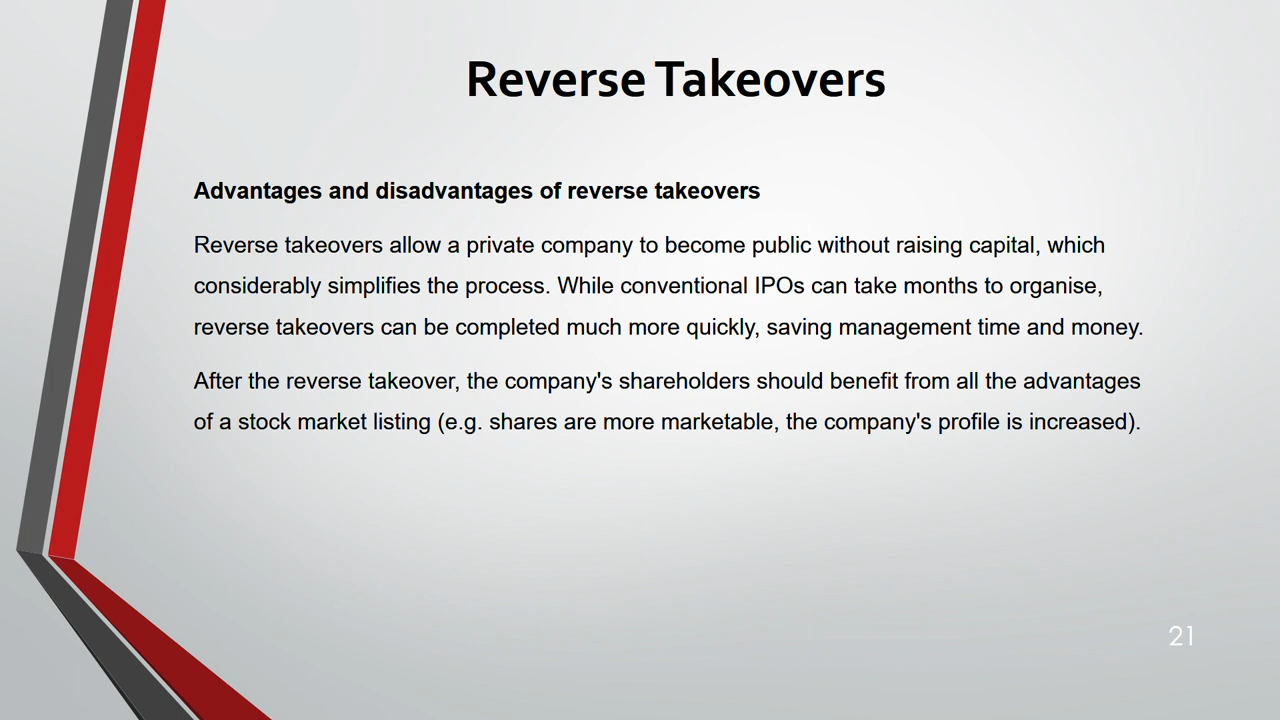 Reverse Takeovers
Advantages and disadvantages of reverse takeovers
Reverse takeovers allow a private company to become public without raising capital, which
considerably simplifies the process. While conventional IPOs can take months to organise,
reverse takeovers can be completed much more quickly, saving management time and money.
After the reverse takeover, the company's shareholders should benefit from all the advantages
of a stock market listing (e.g. shares are more marketable, the company's profile is increased).
21